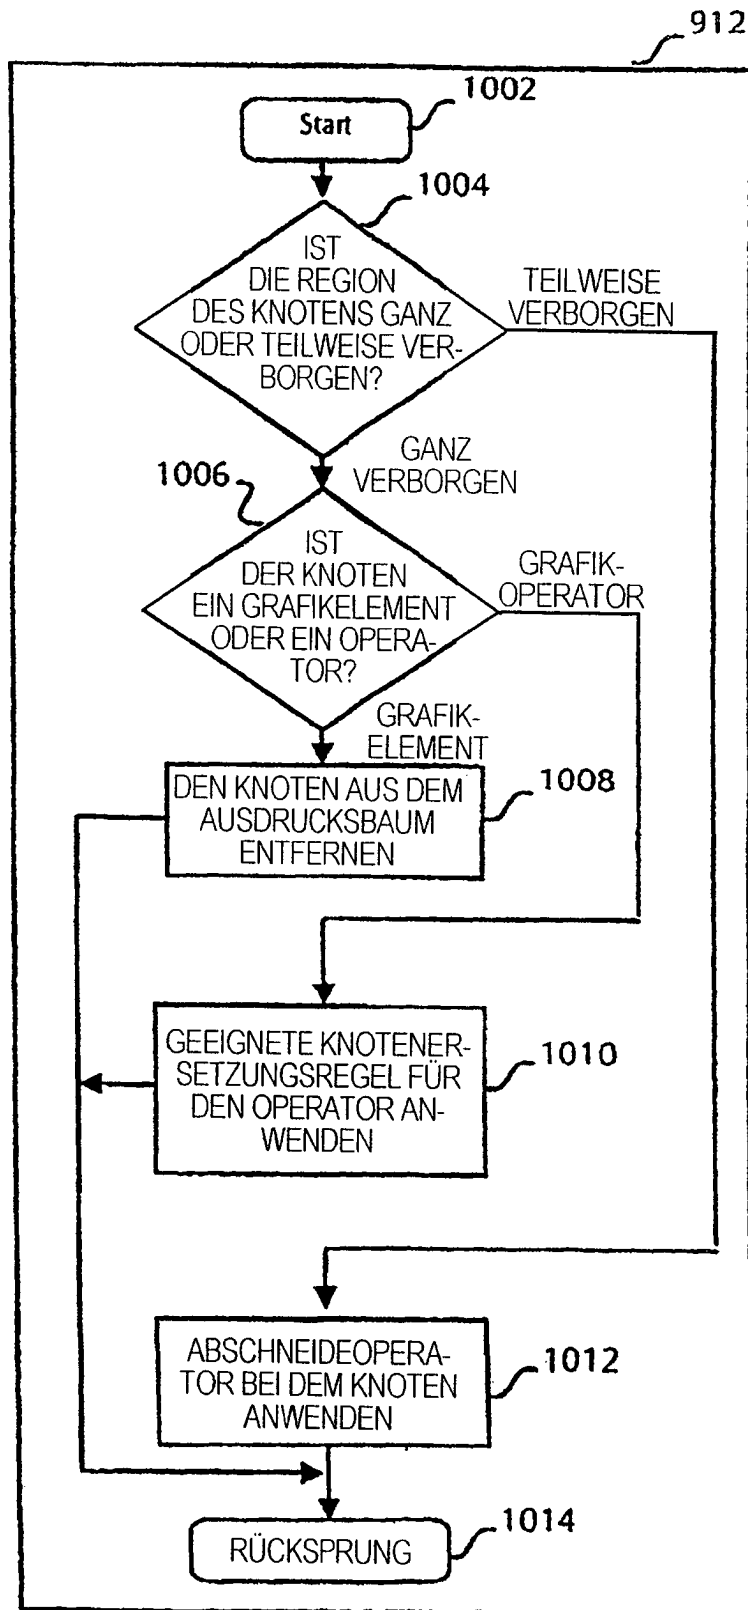 912
1002
Start
1004
IST
DIE REGION
DES KNOTENS GANZ
ODER TEILWEISE VER-
BORGEN?
TEILWEISE
VERBORGEN
GANZ
VERBORGEN
1006
IST
DER KNOTEN
EIN GRAFIKELEMENT
ODER EIN OPERA-
TOR?
GRAFIK-
OPERATOR
GRAFIK-
ELEMENT
1008
DEN KNOTEN AUS DEM
AUSDRUCKSBAUM
ENTFERNEN
GEEIGNETE KNOTENER-
SETZUNGSREGEL FÜR
DEN OPERATOR AN-
WENDEN
1010
ABSCHNEIDEOPERA-
TOR BEI DEM KNOTEN
ANWENDEN
1012
RÜCKSPRUNG
1014